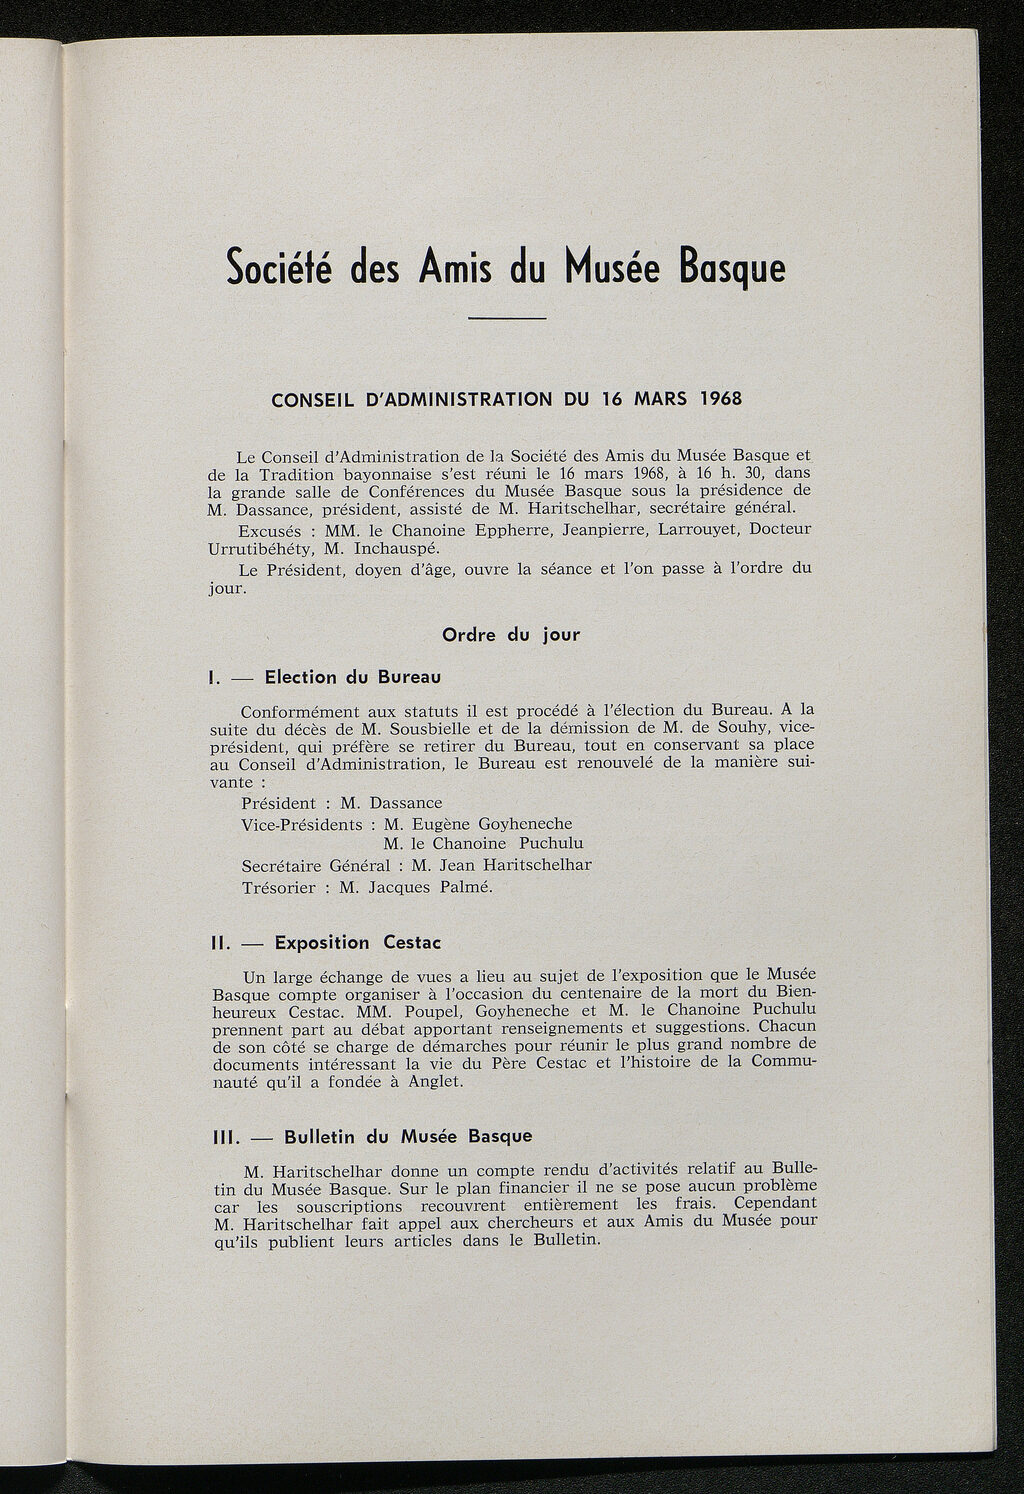 Société des Amis du Musée Basque
CONSEIL D'ADMINISTRATION DU 16 MARS 1968
Le Conseil d'Administration de la Société des Amis du Musée Basque et
de la Tradition bayonnaise s'est réuni le 16 mars 1968, à 16 h. 30, dans
la grande salle de Conférences du Musée Basque sous la présidence de
M. Dassance, président, assisté de M. Haritschelhar, secrétaire général.
Excusés : MM. le Chanoine Eppherre, Jeanpierre, Larrouyet, Docteur
Urrutibéhéty, M. Inchauspé.
Le Président, doyen d'âge, ouvre la séance et l'on passe à l'ordre du
jour.
Ordre du jour
I. — Election du Bureau
Conformément aux statuts il est procédé à l'élection du Bureau. A la
suite du décès de M. Sousbielle et de la démission de M. de Souhy, vice-
président, qui préfère se retirer du Bureau, tout en conservant sa place
au Conseil d'Administration, le Bureau est renouvelé de la manière sui-
vante :
Président : M. Dassance
Vice-Présidents : M. Eugène Goyheneche
M. le Chanoine Puchulu
Secrétaire Général : M. Jean Haritschelhar
Trésorier : M. Jacques Palmé.
II. — Exposition Cestac
Un large échange de vues a lieu au sujet de l'exposition que le Musée
Basque compte organiser à l'occasion du centenaire de la mort du Bien-
heureux Cestac. MM. Poupel, Goyheneche et M. le Chanoine Puchulu
prennent part au débat apportant renseignements et suggestions. Chacun
de son côté se charge de démarches pour réunir le plus grand nombre de
documents intéressant la vie du Père Cestac et l'histoire de la Commu-
nauté qu'il a fondée à Anglet.
III. — Bulletin du Musée Basque
M. Haritschelhar donne un compte rendu d'activités relatif au Bulle-
tin du Musée Basque. Sur le plan financier il ne se pose aucun problème
car les souscriptions recouvrent entièrement les frais. Cependant
M. Haritschelhar fait appel aux chercheurs et aux Amis du Musée pour
qu'ils publient leurs articles dans le Bulletin.